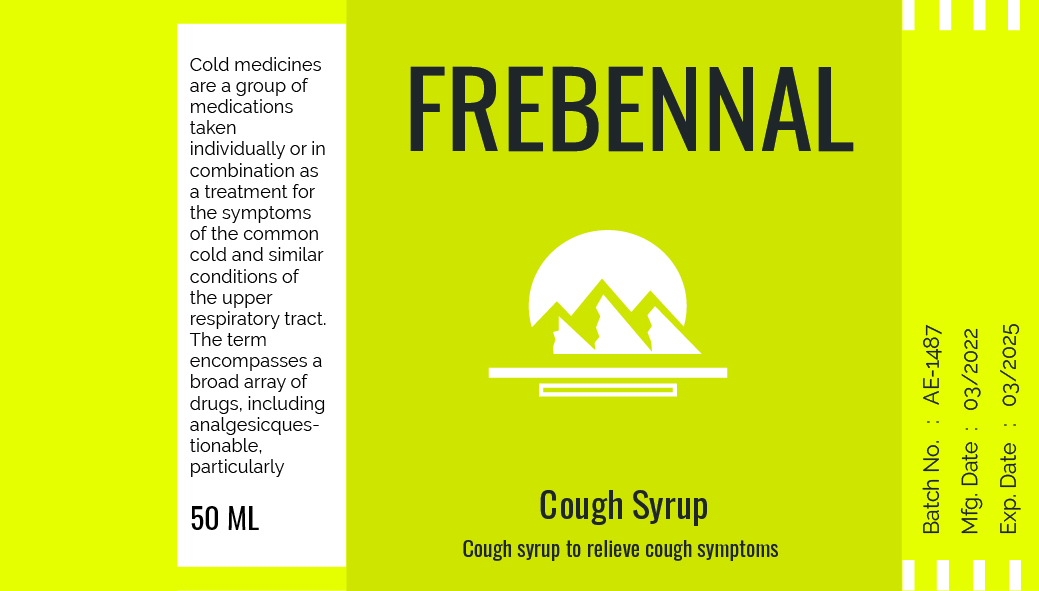 Cold medicines
are a group of
medications
taken
individually or in
combination as
a treatment for
the symptoms
of the common
cold and similar
conditions of
the upper
respiratory tract.
The term
encompasses a
broad array of
drugs, including
analgesicques-
tionable,
particularly
50 ML
FREBENNAL
Cough Syrup
Cough syrup to relieve cough symptoms
Batch No. : AE-1487
Mfg. Date : 03/2022
Exp. Date : 03/2025